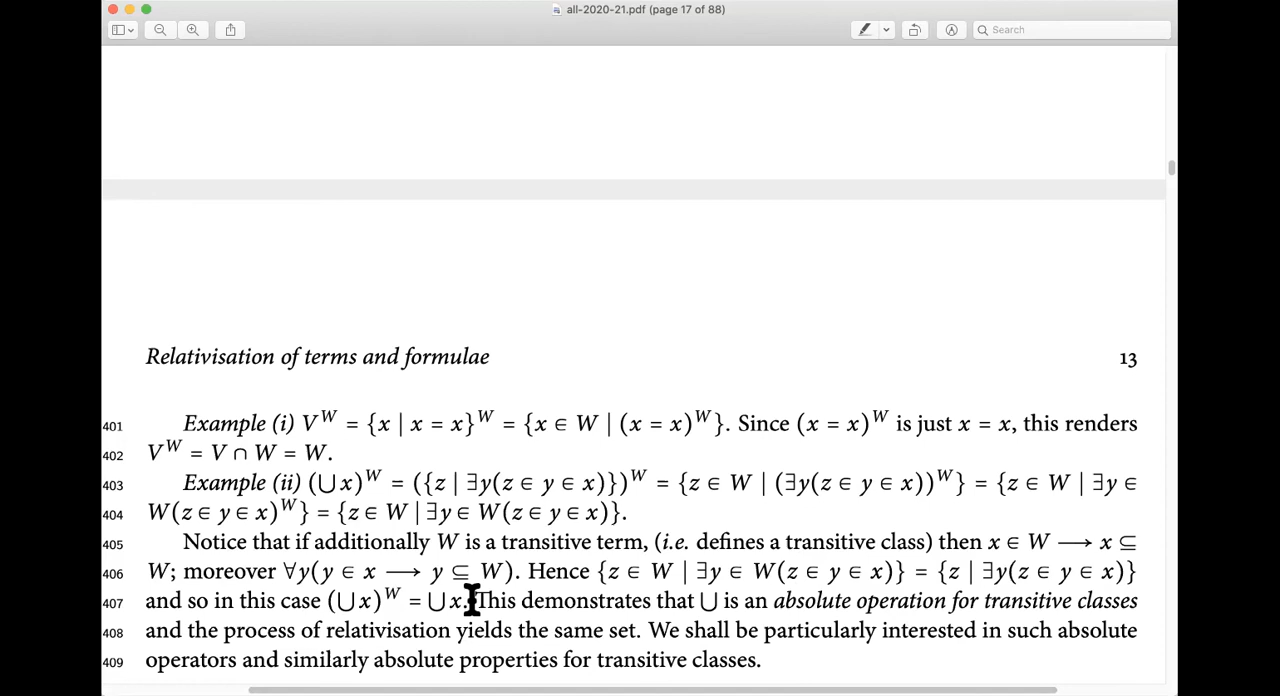 all-2020-21.pdf (page 17 of 88)
Search
Relativisation of terms and formulae 13
401 Example (i) V^W = {x | x = x}^W = {x ∈ W | (x = x)^W}. Since (x = x)^W is just x = x, this renders
402 V^W = V ∩ W = W.
403 Example (ii) (⋃x)^W = ({z | ∃y(z ∈ y ∈ x)})^W = {z ∈ W | (∃y(z ∈ y ∈ x))^W} = {z ∈ W | ∃y ∈
404 W(z ∈ y ∈ x)^W} = {z ∈ W | ∃y ∈ W(z ∈ y ∈ x)}.
405 Notice that if additionally W is a transitive term, (i.e. defines a transitive class) then x ∈ W ⟶ x ⊆
406 W; moreover ∀y(y ∈ x ⟶ y ⊆ W). Hence {z ∈ W | ∃y ∈ W(z ∈ y ∈ x)} = {z | ∃y(z ∈ y ∈ x)}
407 and so in this case (⋃x)^W = ⋃x. This demonstrates that ⋃ is an absolute operation for transitive classes
408 and the process of relativisation yields the same set. We shall be particularly interested in such absolute
409 operators and similarly absolute properties for transitive classes.